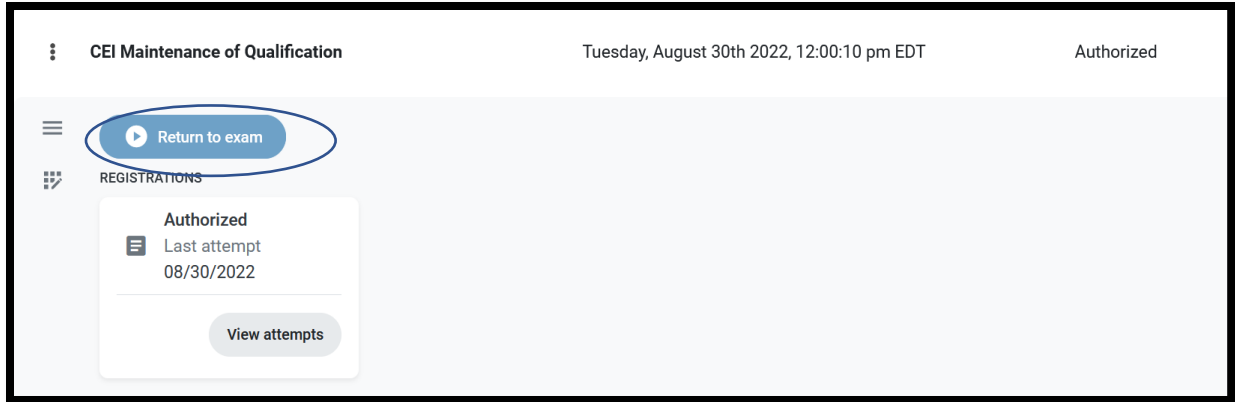 CEI Maintenance of Qualification Tuesday, August 30th 2022, 12:00:10 pm EDT Authorized
Return to exam
REGISTRATIONS
Authorized
Last attempt
08/30/2022
View attempts